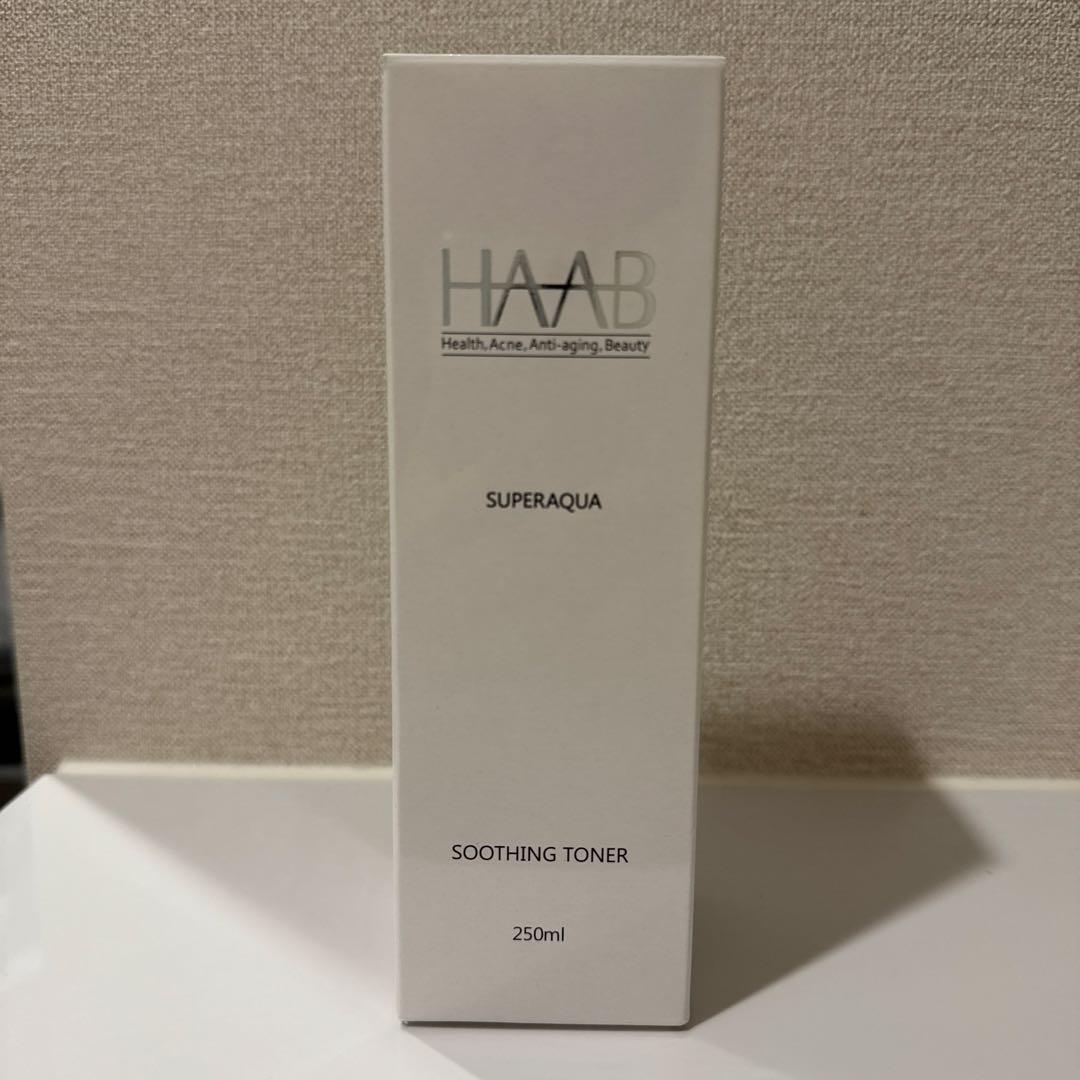 HAAB
Health, Acne, Anti-aging, Beauty
SUPERAQUA
SOOTHING TONER
250ml